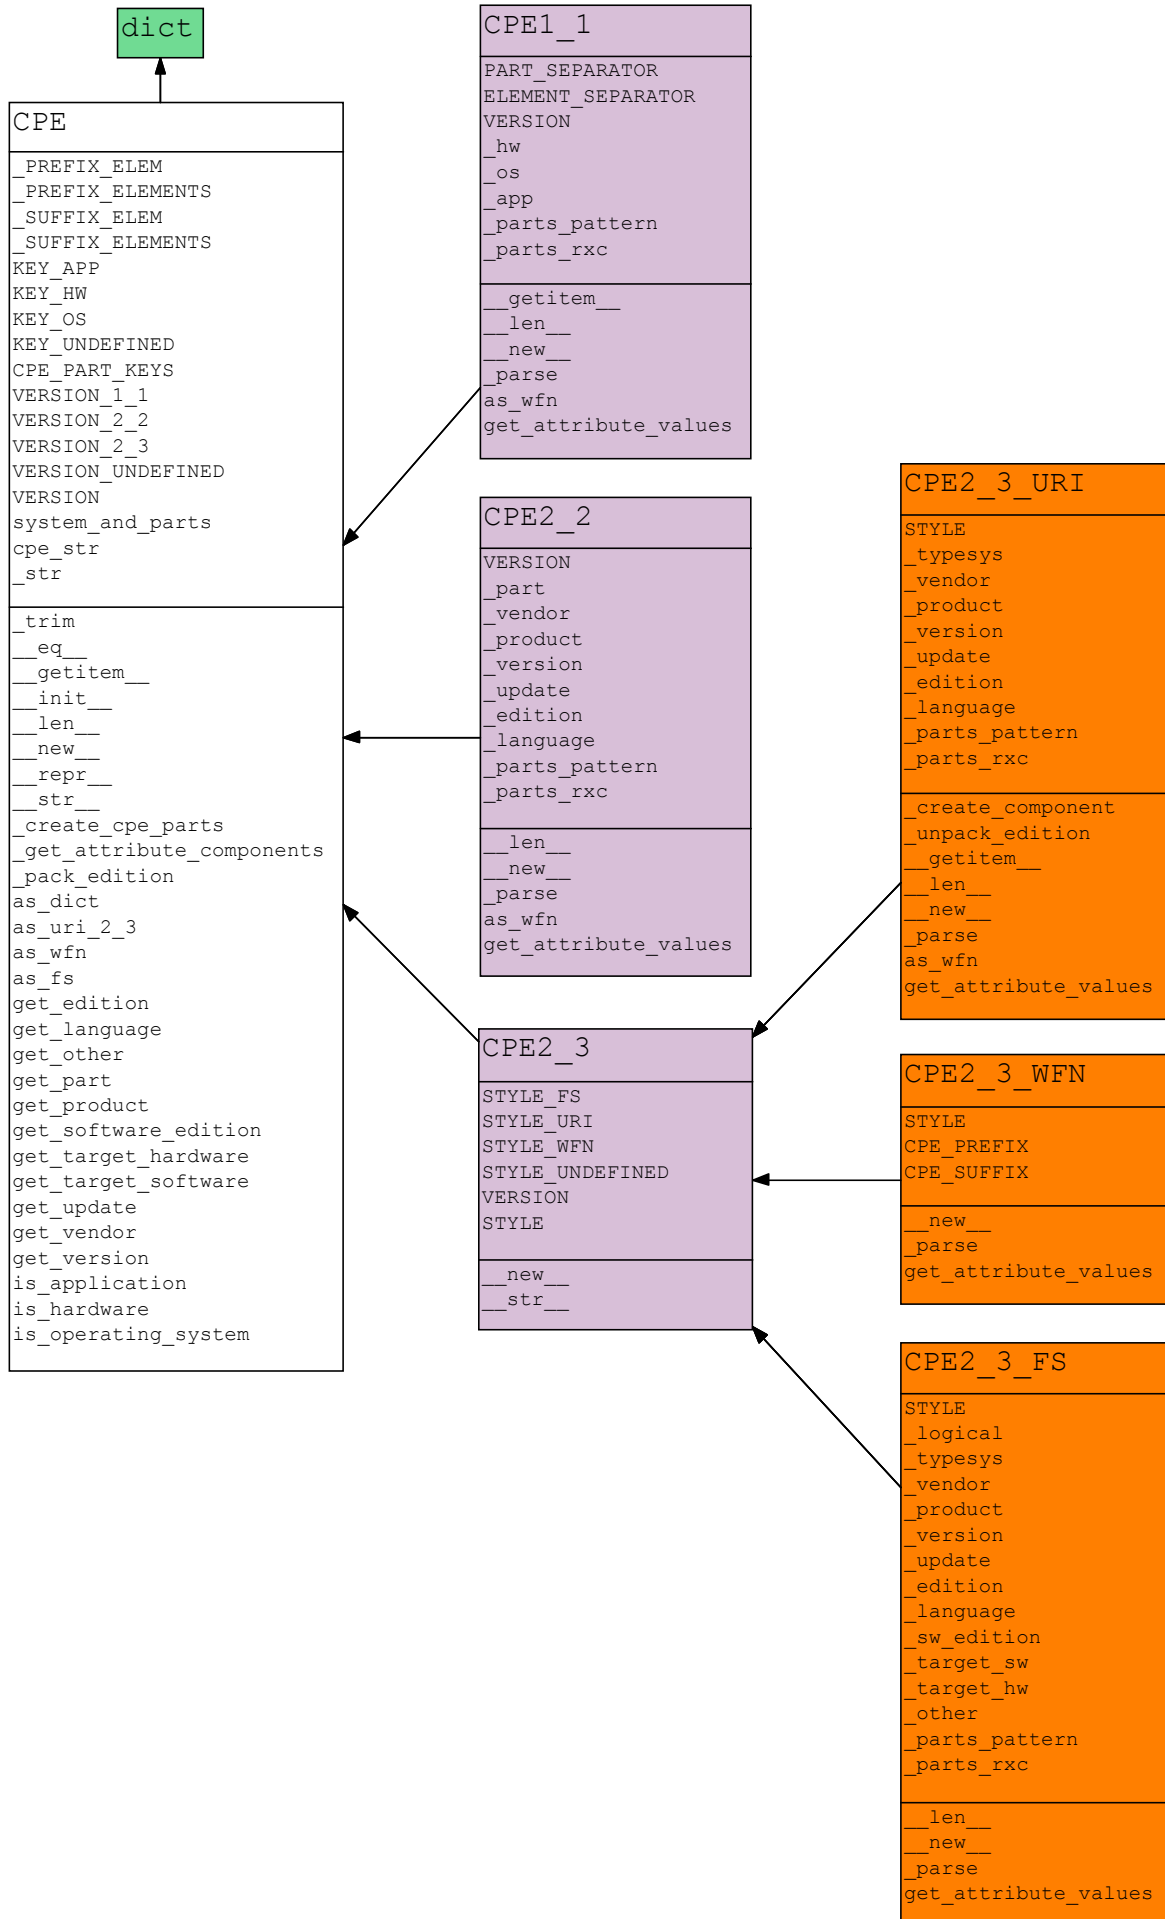 dict
CPE
_PREFIX_ELEM
_PREFIX_ELEMENTS
_SUFFIX_ELEM
_SUFFIX_ELEMENTS
KEY_APP
KEY_HW
KEY_OS
KEY_UNDEFINED
CPE_PART_KEYS
VERSION_1_1
VERSION_2_2
VERSION_2_3
VERSION_UNDEFINED
VERSION
system_and_parts
cpe_str
_str
_trim
__eq__
__getitem__
__init__
__len__
__new__
__repr__
__str__
_create_cpe_parts
_get_attribute_components
_pack_edition
as_dict
as_uri_2_3
as_wfn
as_fs
get_edition
get_language
get_other
get_part
get_product
get_software_edition
get_target_hardware
get_target_software
get_update
get_vendor
get_version
is_application
is_hardware
is_operating_system
CPE1_1
PART_SEPARATOR
ELEMENT_SEPARATOR
VERSION
_hw
_os
_app
_parts_pattern
_parts_rxc
__getitem__
__len__
__new__
_parse
as_wfn
get_attribute_values
CPE2_2
VERSION
_part
_vendor
_product
_version
_update
_edition
_language
_parts_pattern
_parts_rxc
__len__
__new__
_parse
as_wfn
get_attribute_values
CPE2_3
STYLE_FS
STYLE_URI
STYLE_WFN
STYLE_UNDEFINED
VERSION
STYLE
__new__
__str__
CPE2_3_URI
STYLE
_typesys
_vendor
_product
_version
_update
_edition
_language
_parts_pattern
_parts_rxc
_create_component
_unpack_edition
__getitem__
__len__
__new__
_parse
as_wfn
get_attribute_values
CPE2_3_WFN
STYLE
CPE_PREFIX
CPE_SUFFIX
__new__
_parse
get_attribute_values
CPE2_3_FS
STYLE
_logical
_typesys
_vendor
_product
_version
_update
_edition
_language
_sw_edition
_target_sw
_target_hw
_other
_parts_pattern
_parts_rxc
__len__
__new__
_parse
get_attribute_values